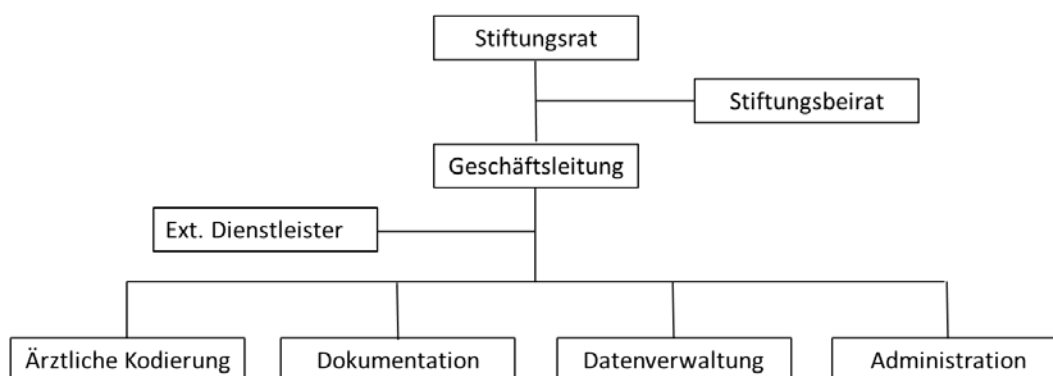 Stiftungsrat
Stiftungsbeirat
Geschäftsleitung
Ext. Dienstleister
Ärztliche Kodierung
Dokumentation
Datenverwaltung
Administration